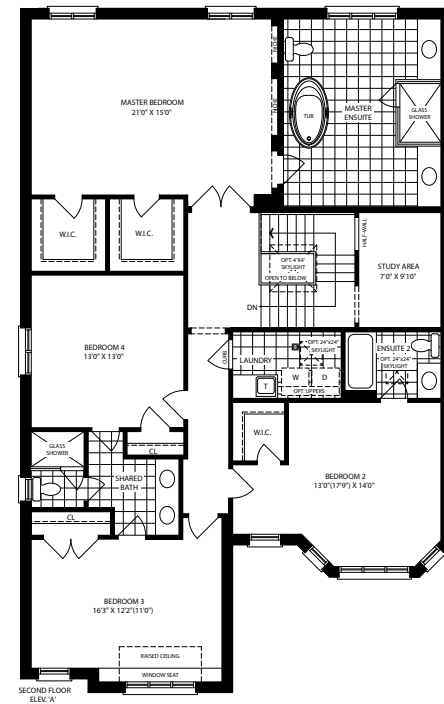 NICHE
MASTER BEDROOM
21'0" X 15'0"
NICHE
TUB
MASTER
ENSUITE
GLASS
SHOWER
W.I.C.
W.I.C.
HALF-WALL
OPT. 4'X4'
SKYLIGHT
OPEN TO BELOW
STUDY AREA
7'0" X 9'10"
DN
BEDROOM 4
13'0" X 13'0"
CURB
LAUNDRY
OPT. 24"x24"
SKYLIGHT
W
D
T
OPT. UPPERS
ENSUITE 2
OPT. 24"x24"
SKYLIGHT
W.I.C.
GLASS
SHOWER
CL
SHARED
BATH
BEDROOM 2
13'0"(17'9") X 14'0"
CL
BEDROOM 3
16'3" X 12'2"(11'0")
RAISED CEILING
WINDOW SEAT
SECOND FLOOR
ELEV. 'A'